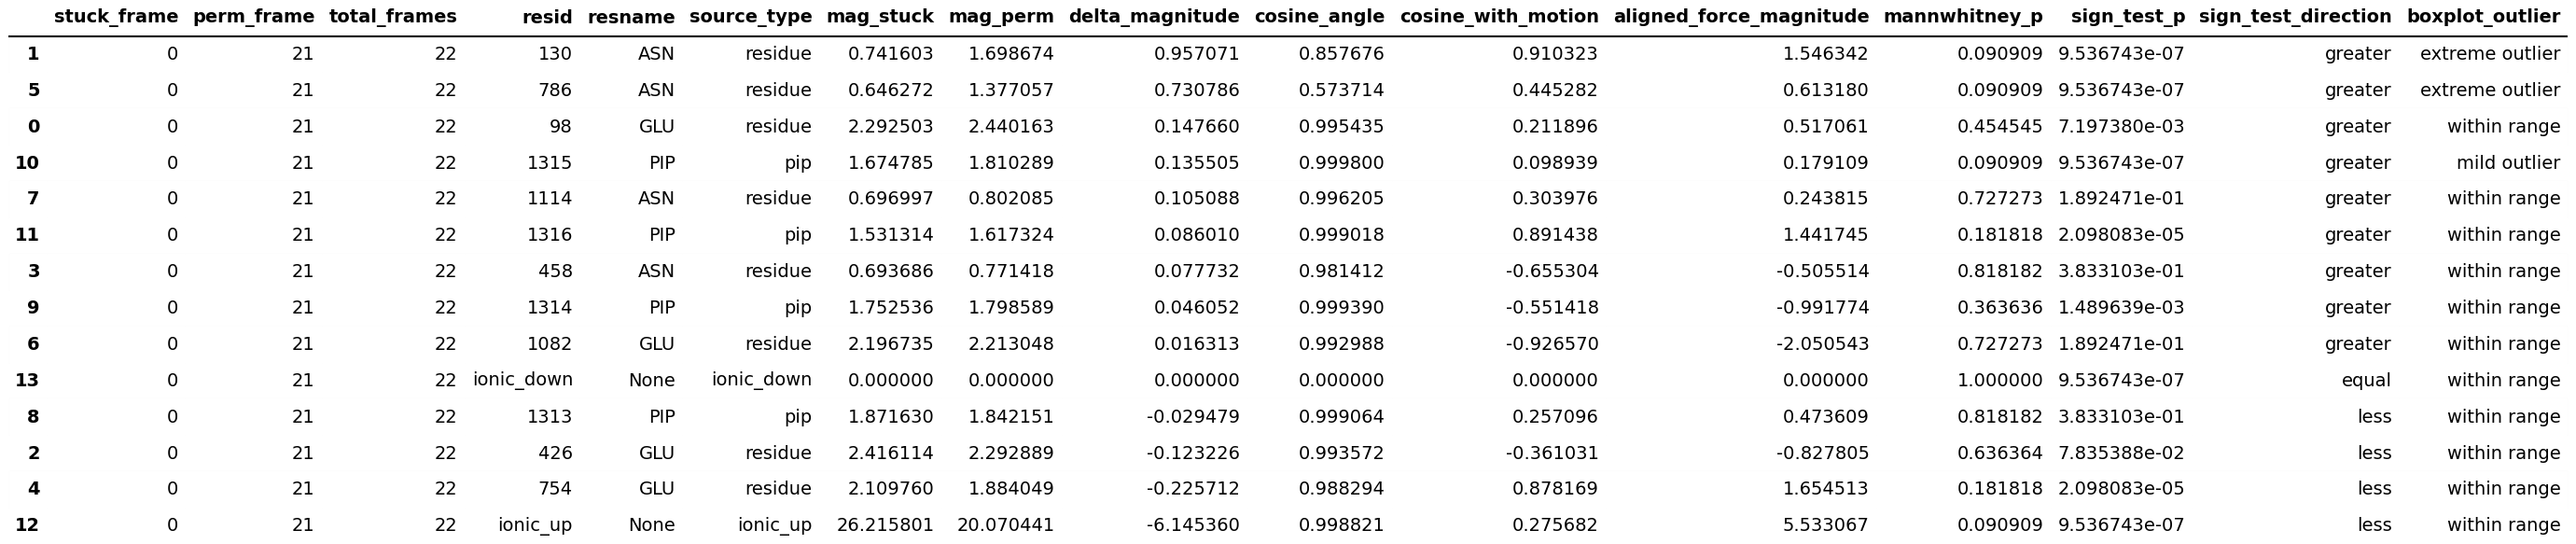 stuck_frame perm_frame total_frames resid resname source_type mag_stuck mag_perm delta_magnitude cosine_angle cosine_with_motion aligned_force_magnitude mannwhitney_p sign_test_p sign_test_direction boxplot_outlier
1 0 21 22 130 ASN residue 0.741603 1.698674 0.957071 0.857676 0.910323 1.546342 0.090909 9.536743e-07 greater extreme outlier
5 0 21 22 786 ASN residue 0.646272 1.377057 0.730786 0.573714 0.445282 0.613180 0.090909 9.536743e-07 greater extreme outlier
0 0 21 22 98 GLU residue 2.292503 2.440163 0.147660 0.995435 0.211896 0.517061 0.454545 7.197380e-03 greater within range
10 0 21 22 1315 PIP pip 1.674785 1.810289 0.135505 0.999800 0.098939 0.179109 0.090909 9.536743e-07 greater mild outlier
7 0 21 22 1114 ASN residue 0.696997 0.802085 0.105088 0.996205 0.303976 0.243815 0.727273 1.892471e-01 greater within range
11 0 21 22 1316 PIP pip 1.531314 1.617324 0.086010 0.999018 0.891438 1.441745 0.181818 2.098083e-05 greater within range
3 0 21 22 458 ASN residue 0.693686 0.771418 0.077732 0.981412 -0.655304 -0.505514 0.818182 3.833103e-01 greater within range
9 0 21 22 1314 PIP pip 1.752536 1.798589 0.046052 0.999390 -0.551418 -0.991774 0.363636 1.489639e-03 greater within range
6 0 21 22 1082 GLU residue 2.196735 2.213048 0.016313 0.992988 -0.926570 -2.050543 0.727273 1.892471e-01 greater within range
13 0 21 22 ionic_down None ionic_down 0.000000 0.000000 0.000000 0.000000 0.000000 0.000000 1.000000 9.536743e-07 equal within range
8 0 21 22 1313 PIP pip 1.871630 1.842151 -0.029479 0.999064 0.257096 0.473609 0.818182 3.833103e-01 less within range
2 0 21 22 426 GLU residue 2.416114 2.292889 -0.123226 0.993572 -0.361031 -0.827805 0.636364 7.835388e-02 less within range
4 0 21 22 754 GLU residue 2.109760 1.884049 -0.225712 0.988294 0.878169 1.654513 0.181818 2.098083e-05 less within range
12 0 21 22 ionic_up None ionic_up 26.215801 20.070441 -6.145360 0.998821 0.275682 5.533067 0.090909 9.536743e-07 less within range